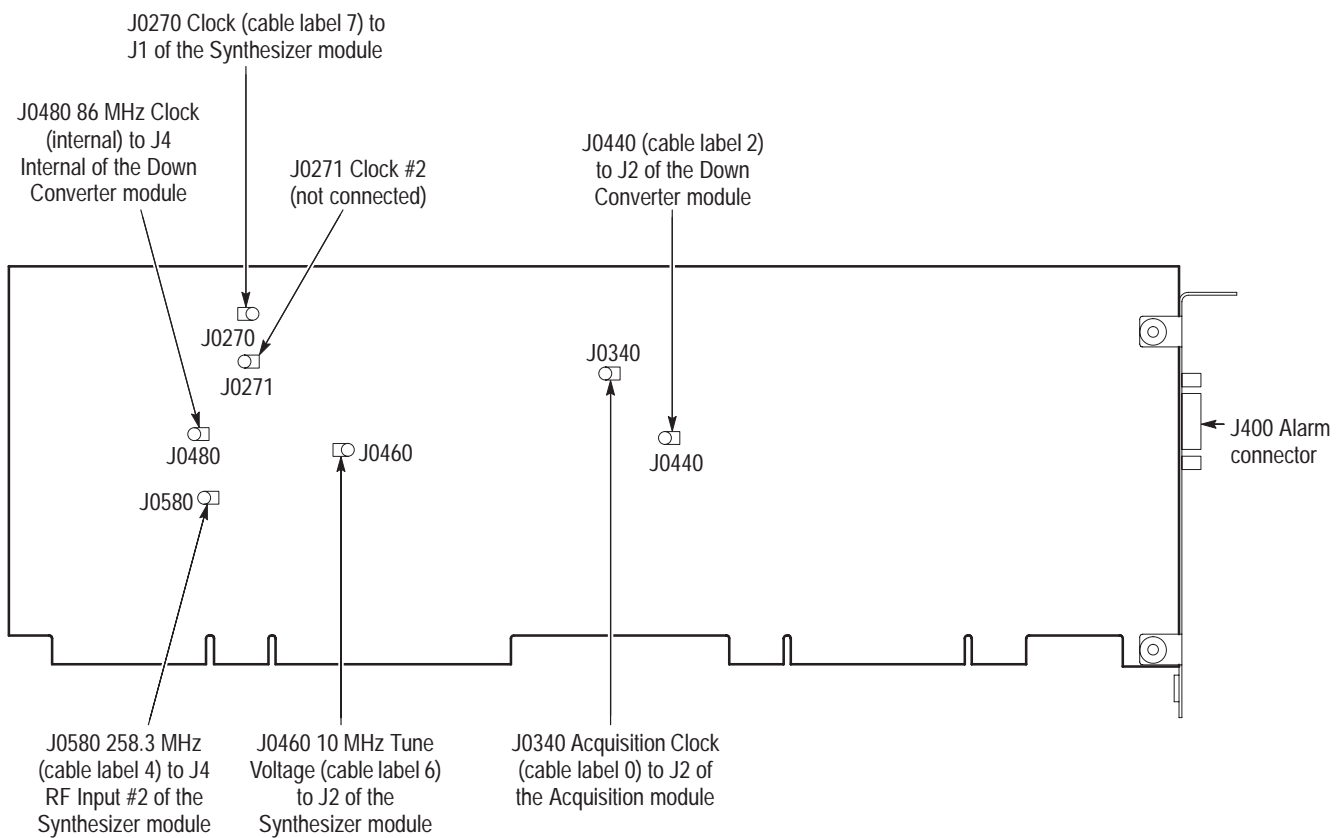 J0270 Clock (cable label 7) to
J1 of the Synthesizer module
J0480 86 MHz Clock
(internal) to J4
Internal of the Down
Converter module
J0271 Clock #2
(not connected)
J0440 (cable label 2)
to J2 of the Down
Converter module
J0270
J0271
J0340
J0480
J0460
J0440
J400 Alarm
connector
J0580
J0580 258.3 MHz
(cable label 4) to J4
RF Input #2 of the
Synthesizer module
J0460 10 MHz Tune
Voltage (cable label 6)
to J2 of the
Synthesizer module
J0340 Acquisition Clock
(cable label 0) to J2 of
the Acquisition module